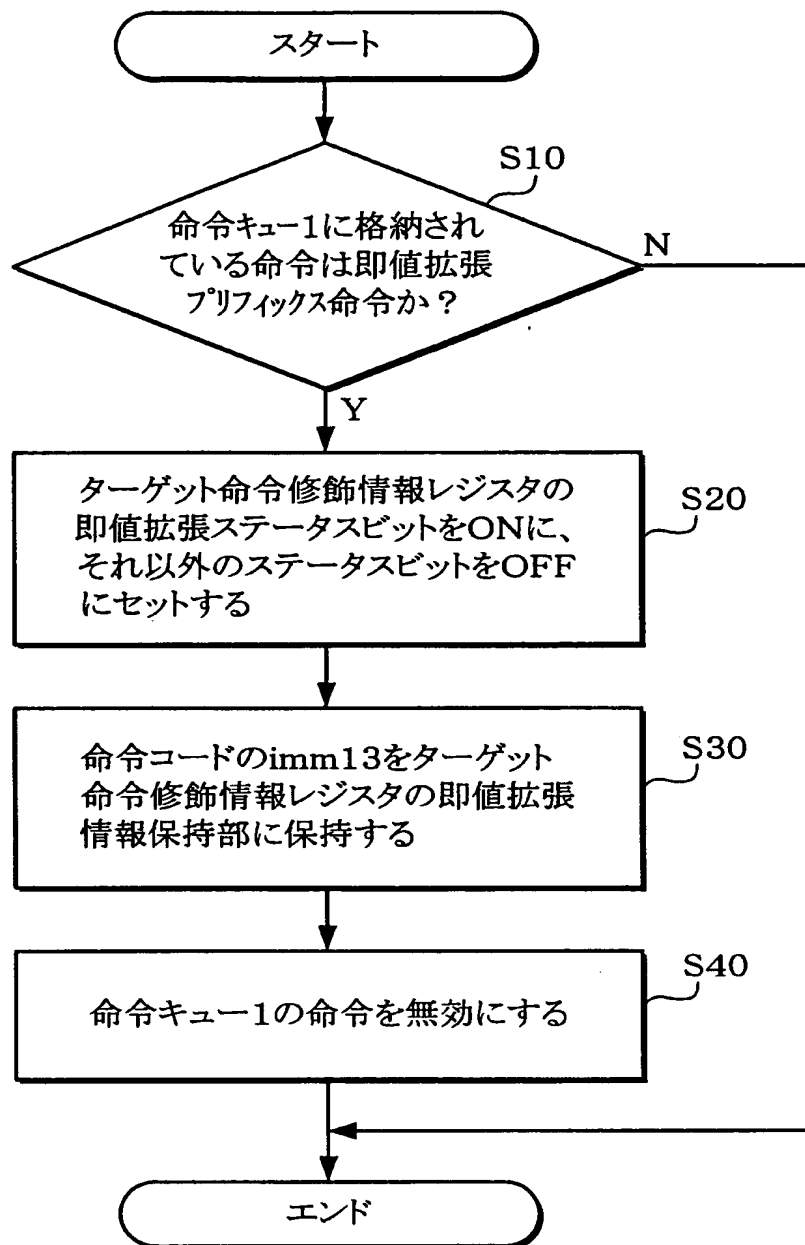 スタート
S10
命令キュー1に格納され
ている命令は即値拡張
プリフィックス命令か？
N
Y
ターゲット命令修飾情報レジスタの
即値拡張ステータスビットをONに、
それ以外のステータスビットをOFF
にセットする
S20
命令コードのimm13をターゲット
命令修飾情報レジスタの即値拡張
情報保持部に保持する
S30
命令キュー1の命令を無効にする
S40
エンド